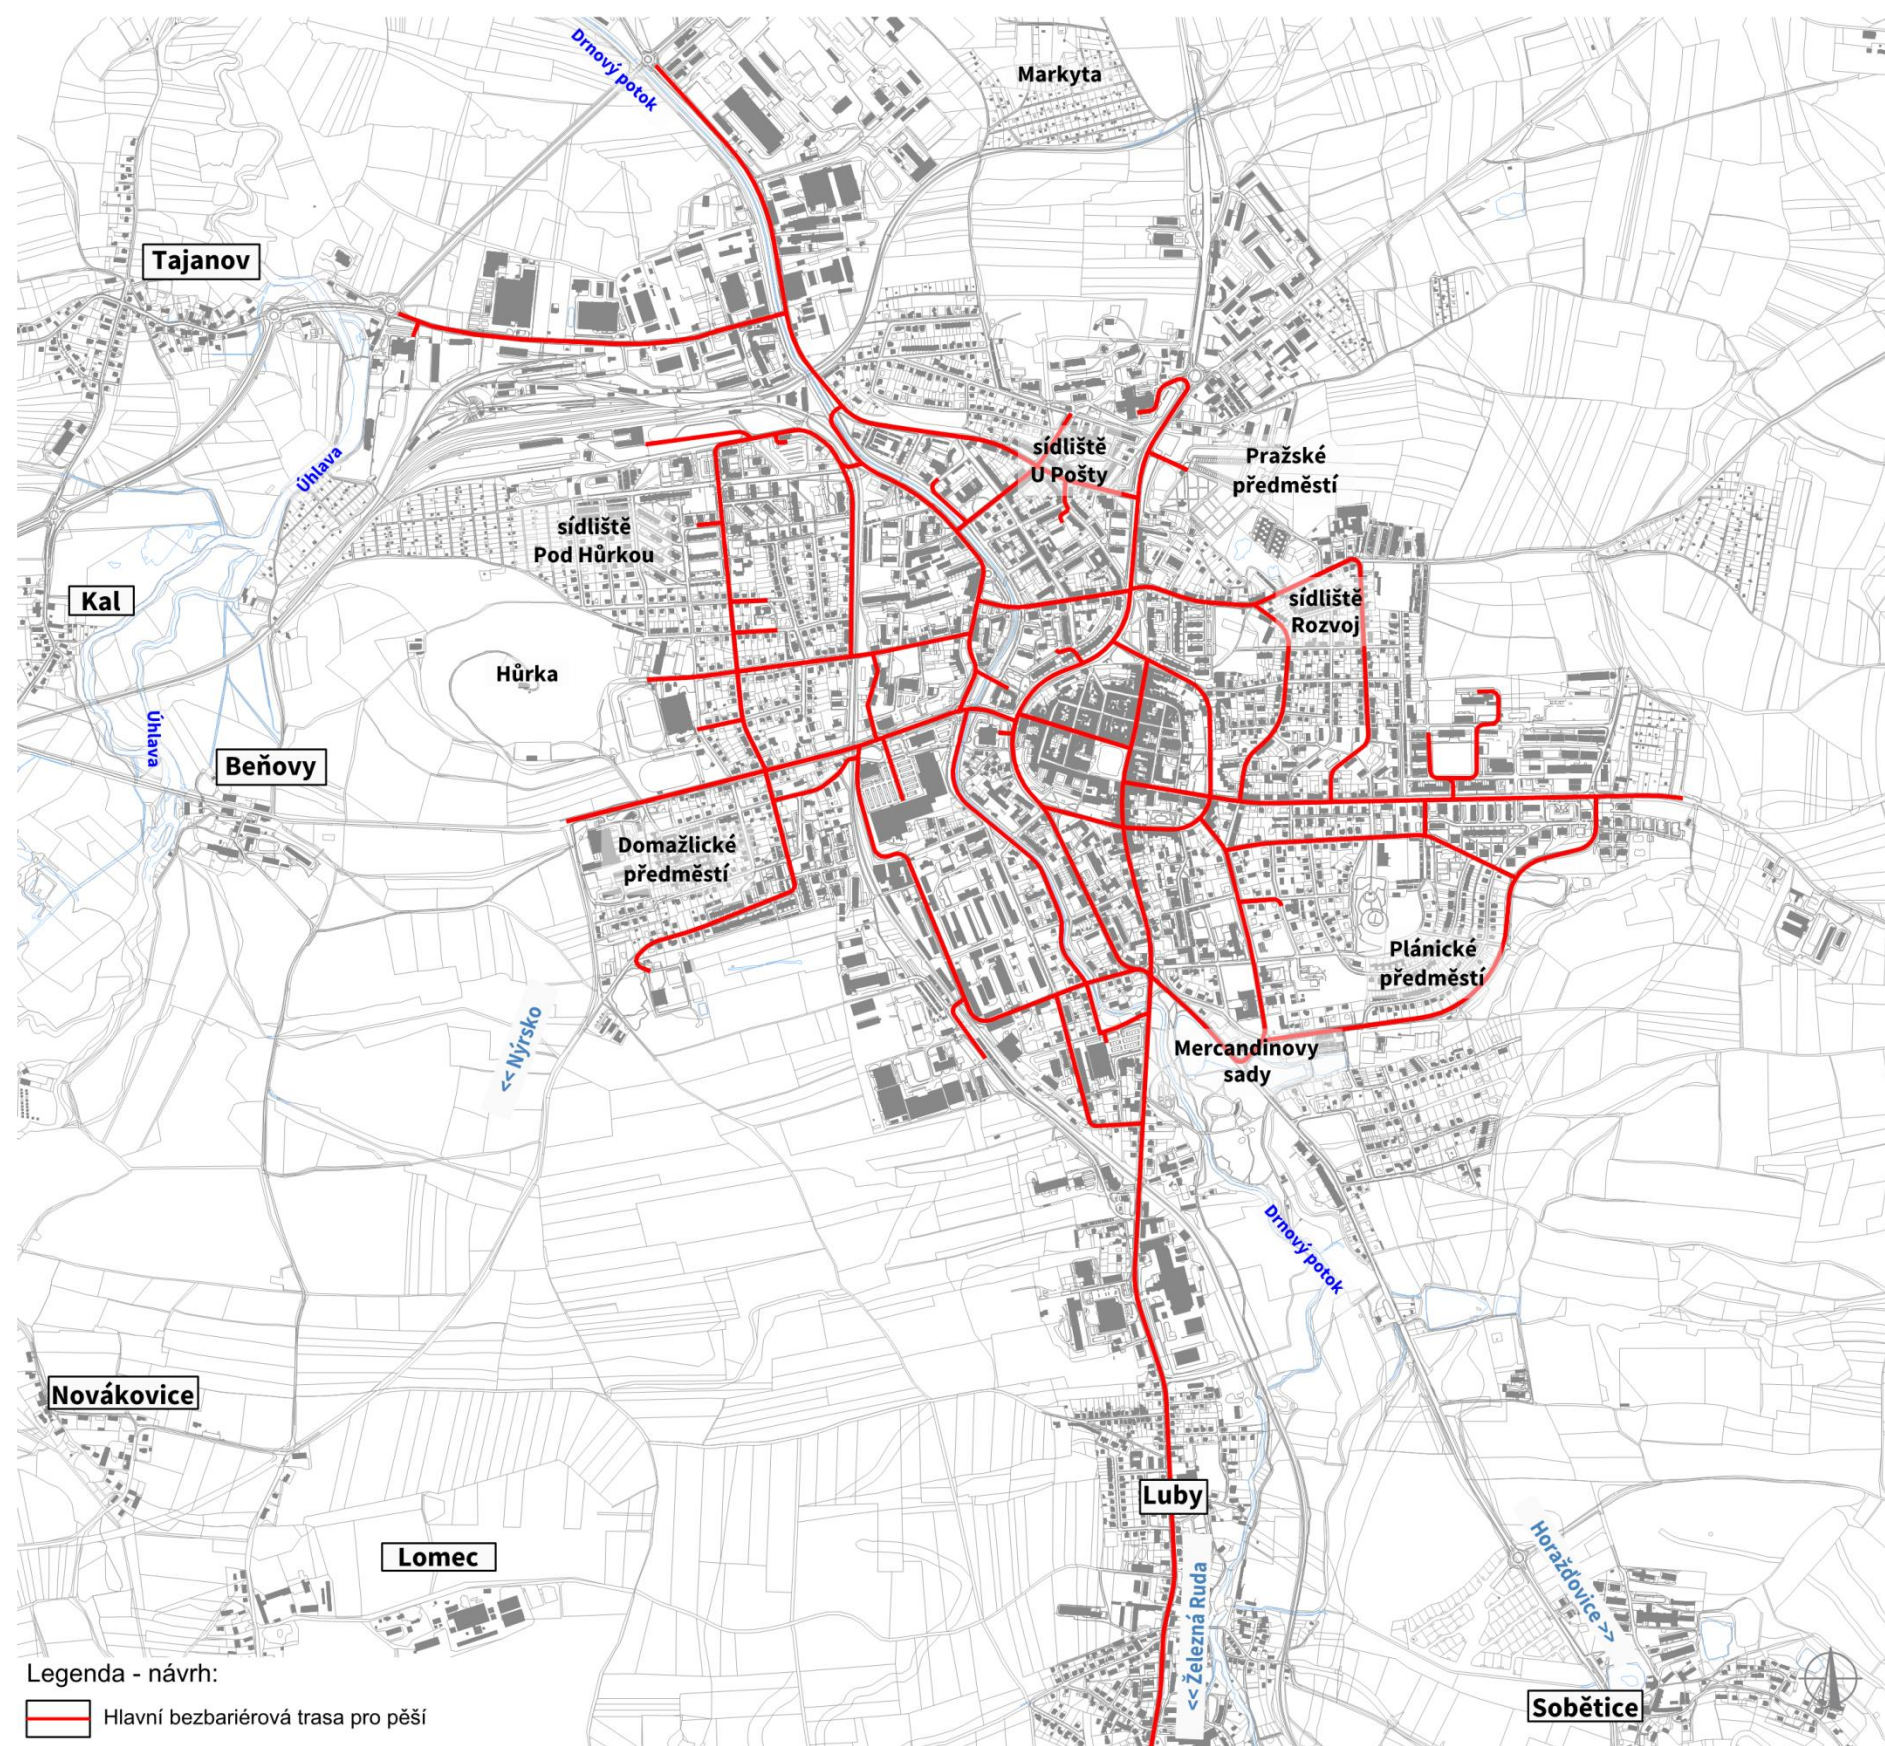 Drnový potok
Markyta
Tajanov
sídliště
U Pošty
Pražské
předměstí
Úhlava
sídliště
Pod Hůrkou
Kal
sídliště
Rozvoj
Hůrka
Úhlava
Beňovy
Domažlické
předměstí
Plánické
předměstí
<< Nýrsko
Mercandinovy
sady
Drnový potok
Novákovice
Luby
Lomec
Horažďovice >>
<< Železná Ruda
Legenda - návrh:
Hlavní bezbariérová trasa pro pěší
Sobětice